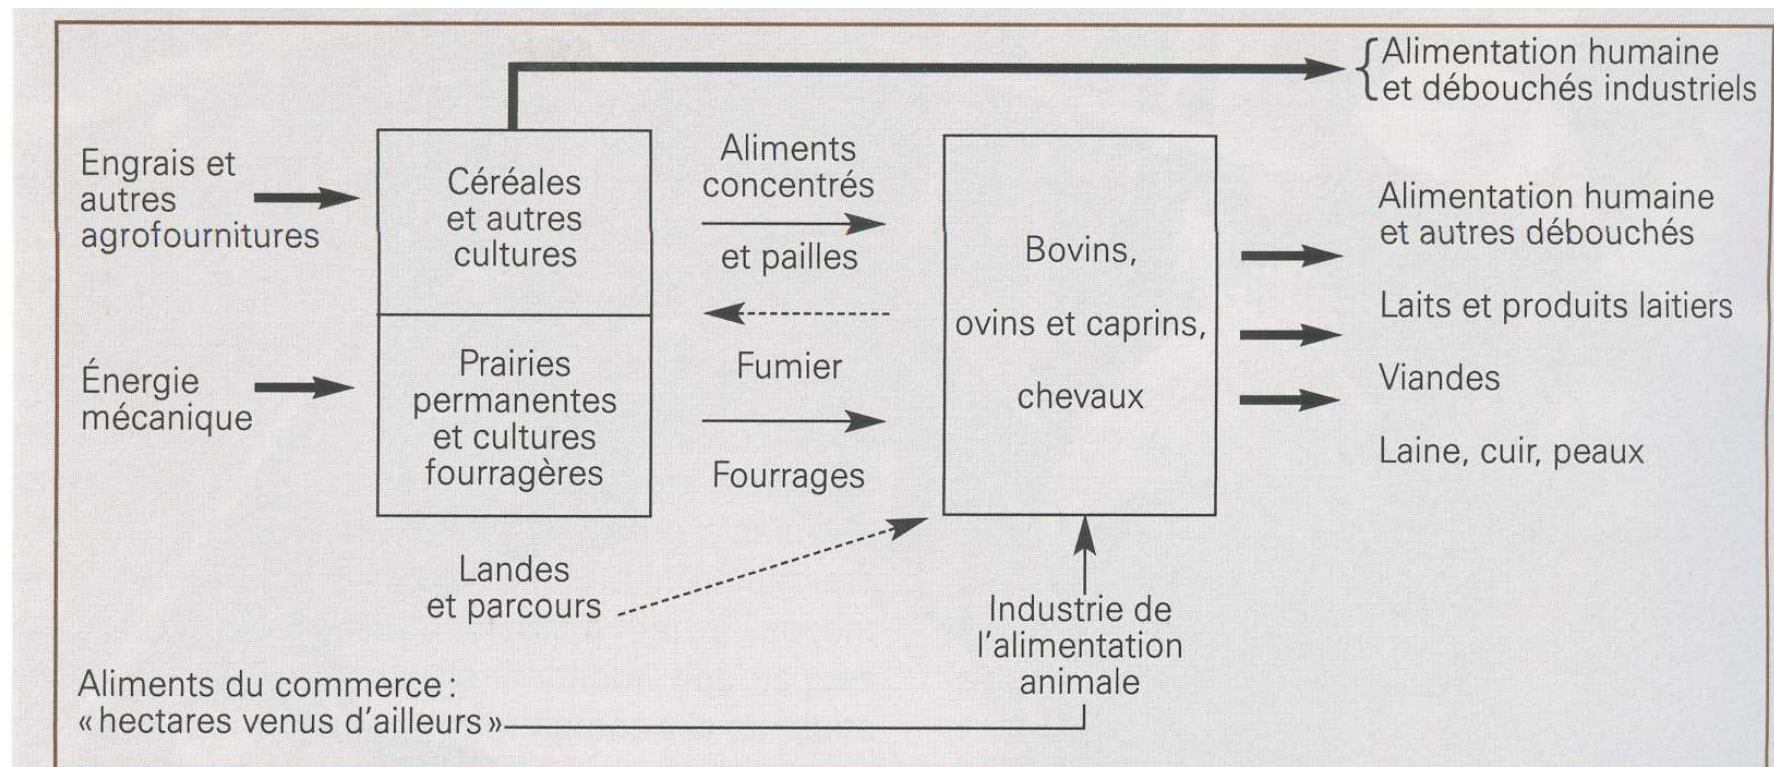 Alimentation humaine
et débouchés industriels
Engrais et
autres
agrofournitures
Céréales
et autres
cultures
Aliments
concentrés
et pailles
Bovins,
ovins et caprins,
chevaux
Alimentation humaine
et autres débouchés
Laits et produits laitiers
Viandes
Laine, cuir, peaux
Énergie
mécanique
Prairies
permanentes
et cultures
fourragères
Fumier
Fourrages
Landes
et parcours
Industrie de
l'alimentation
animale
Aliments du commerce :
« hectares venus d'ailleurs »